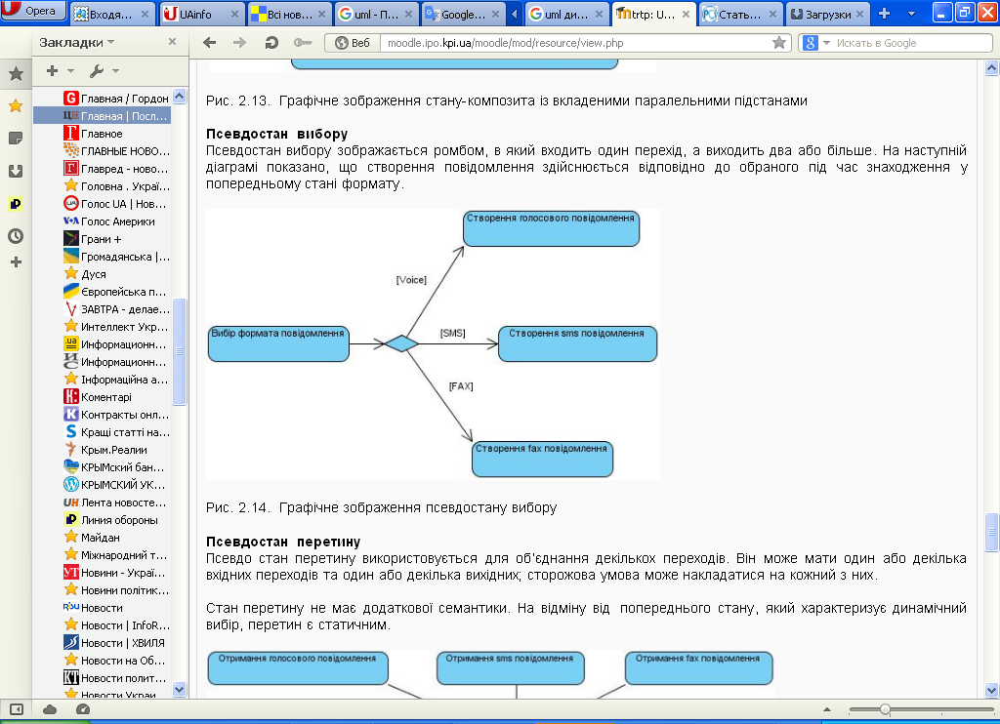 Opera
Входя...
UAinfo
Всі нов...
uml - П...
Google...
uml ди...
trtp: U...
Стать...
Загрузки
Закладки
Веб
moodle.ipo.kpi.ua/moodle/mod/resource/view.php
Искать в Google
Главная / Гордон
Главная | Посл...
Главное
ГЛАВНЫЕ НОВО...
Главред - ново...
Головна . Украї...
Голос UA | Нов...
Голос Америки
Грани +
Громадянська |...
Дуся
Європейська п...
ЗАВТРА - делае...
Интеллект Укр...
Информационн...
Информационн...
Інформаційна а...
Коментарі
Контракты онл...
Кращі статті на...
Крым.Реалии
КРЫМский бан...
КРЫМСКИЙ УК...
Лента новосте...
Линия обороны
Майдан
Міжнародний т...
Новини - Украї...
Новини політик...
Новости
Новости | InfoR...
Новости | ХВИЛЯ
Новости на Об...
Новости полит...
Новости Украи...
Рис. 2.13. Графічне зображення стану-композита із вкладеними паралельними підстанами
Псевдостан вибору
Псевдостан вибору зображається ромбом, в який входить один перехід, а виходить два або більше. На наступній
діаграмі показано, що створення повідомлення здійснюється відповідно до обраного під час знаходження у
попередньому стані формату.
Створення голосового повідомлення
[Voice]
Вибір формата повідомлення
[SMS]
Створення sms повідомлення
[FAX]
Створення fax повідомлення
Рис. 2.14. Графічне зображення псевдостану вибору
Псевдостан перетину
Псевдо стан перетину використовується для об'єднання декількох переходів. Він може мати один або декілька
вхідних переходів та один або декілька вихідних; сторожова умова може накладатися на кожний з них.
Стан перетину не має додаткової семантики. На відміну від попереднього стану, який характеризує динамічний
вибір, перетин є статичним.
Отримання голосового повідомлення
Отримання sms повідомлення
Отримання fax повідомлення